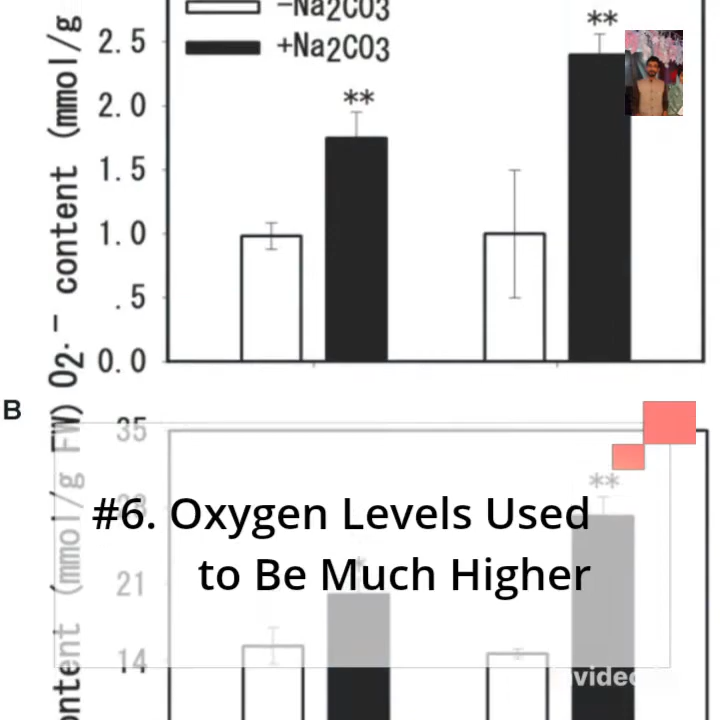 −Na2CO3
+Na2CO3
**
**
2.5
2.0
1.5
1.0
.5
0.0
O2·− content (mmol/g
B
35
#6. Oxygen Levels Used
to Be Much Higher
**
21
14
(mmol/g FW)